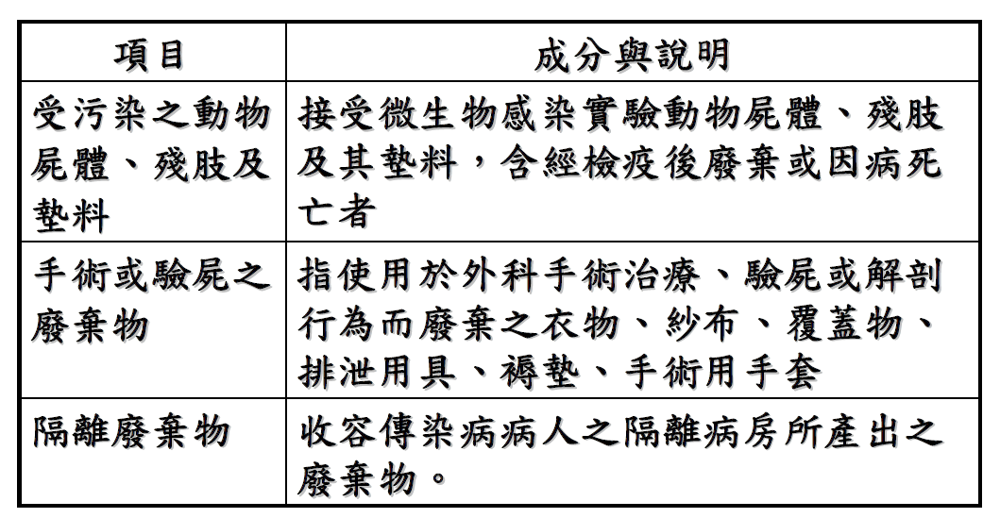 項目
成分與說明
受污染之動物
屍體、殘肢及
墊料
接受微生物感染實驗動物屍體、殘肢
及其墊料，含經檢疫後廢棄或因病死
亡者
手術或驗屍之
廢棄物
指使用於外科手術治療、驗屍或解剖
行為而廢棄之衣物、紗布、覆蓋物、
排泄用具、褥墊、手術用手套
隔離廢棄物
收容傳染病病人之隔離病房所產出之
廢棄物。